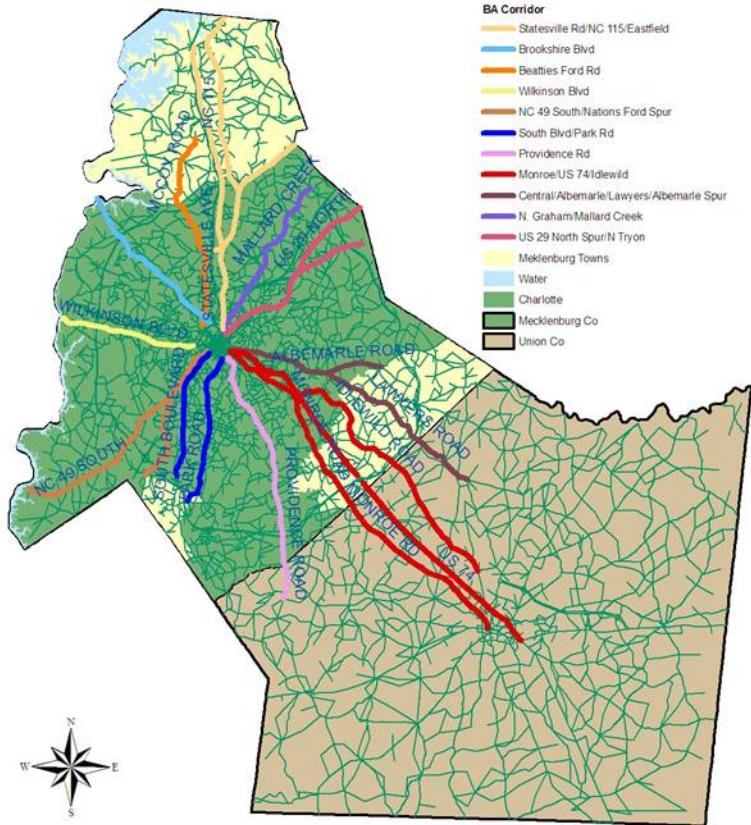 BA Corridor
Statesville Rd/NC 115/Eastfield
Brookshire Blvd
Beatties Ford Rd
Wilkinson Blvd
NC 49 South/Nations Ford Spur
South Blvd/Park Rd
Providence Rd
Monroe/US 74/Idlewild
Central/Albemarle/Lawyers/Albemarle Spur
N. Graham/Mallard Creek
US 29 North Spur/N Tryon
Meklenburg Towns
Water
Charlotte
Mecklenburg Co
Union Co
NC 115
MCCOY ROAD
STATESVILLE AVE
MALLARD CREEK
US 29 NORTH
WILKINSON BLVD
ALBEMARLE ROAD
LAWYERS ROAD
IDLEWILD ROAD
SOUTH BOULEVARD
PARK ROAD
NC 49 SOUTH
PROVIDENCE ROAD
MONROE RD
US 74
N
W
E
S